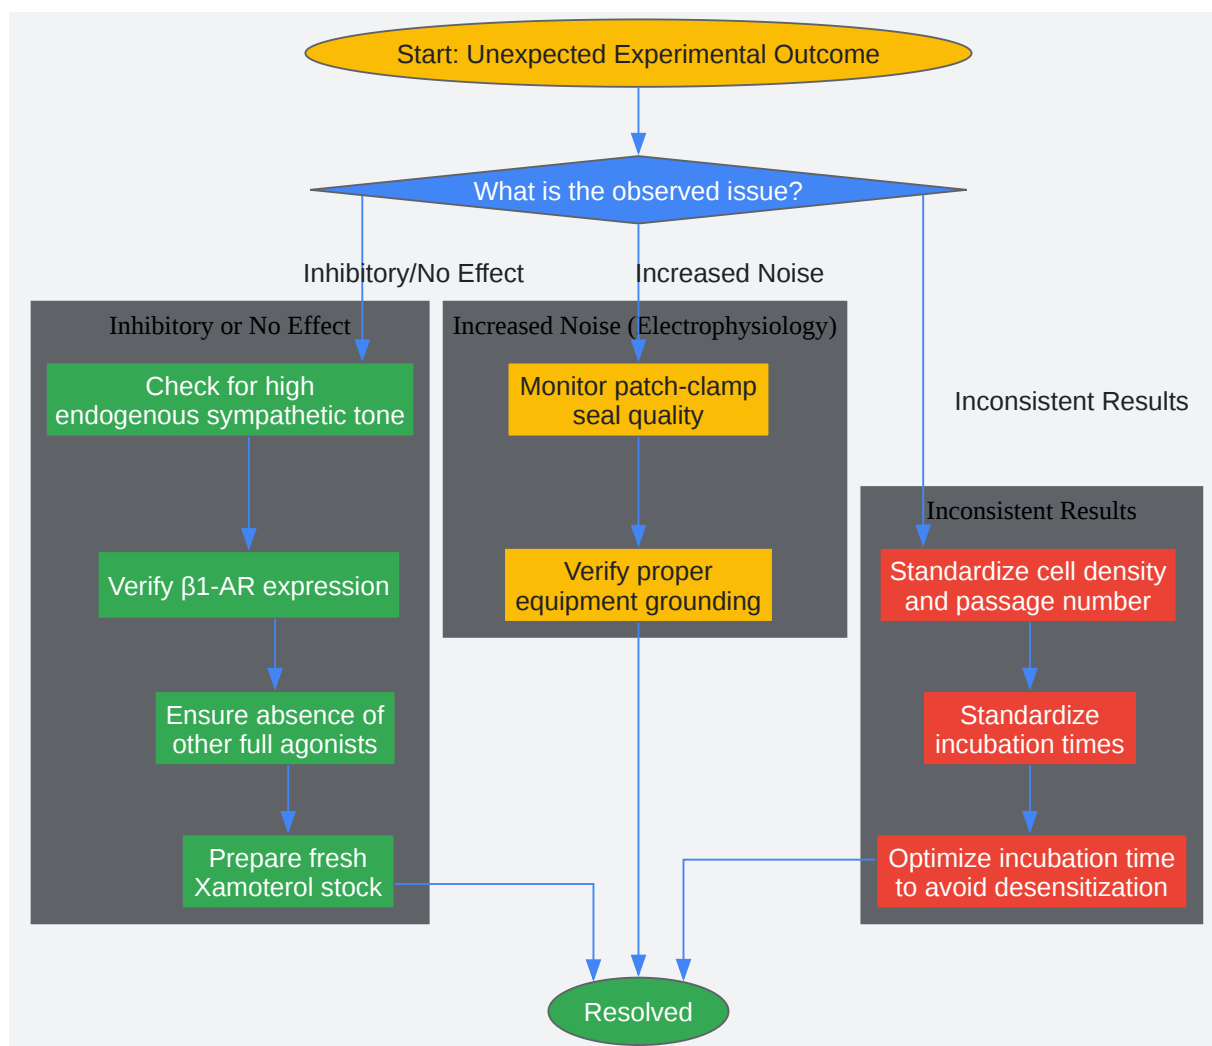 Start: Unexpected Experimental Outcome
What is the observed issue?
Inhibitory/No Effect
Increased Noise
Inconsistent Results
Inhibitory or No Effect
Check for high
endogenous sympathetic tone
Verify β1-AR expression
Ensure absence of
other full agonists
Prepare fresh
Xamoterol stock
Increased Noise (Electrophysiology)
Monitor patch-clamp
seal quality
Verify proper
equipment grounding
Inconsistent Results
Standardize cell density
and passage number
Standardize
incubation times
Optimize incubation time
to avoid desensitization
Resolved